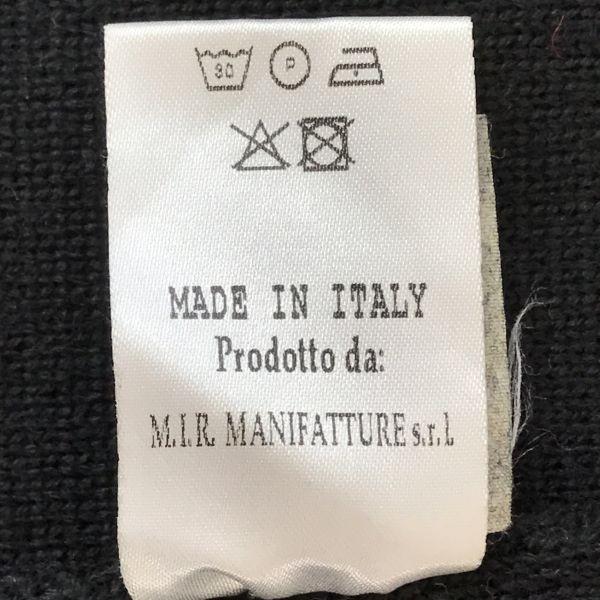 30 P
MADE IN ITALY
Prodotto da:
M.I.R. MANIFATTURE s.r.l.